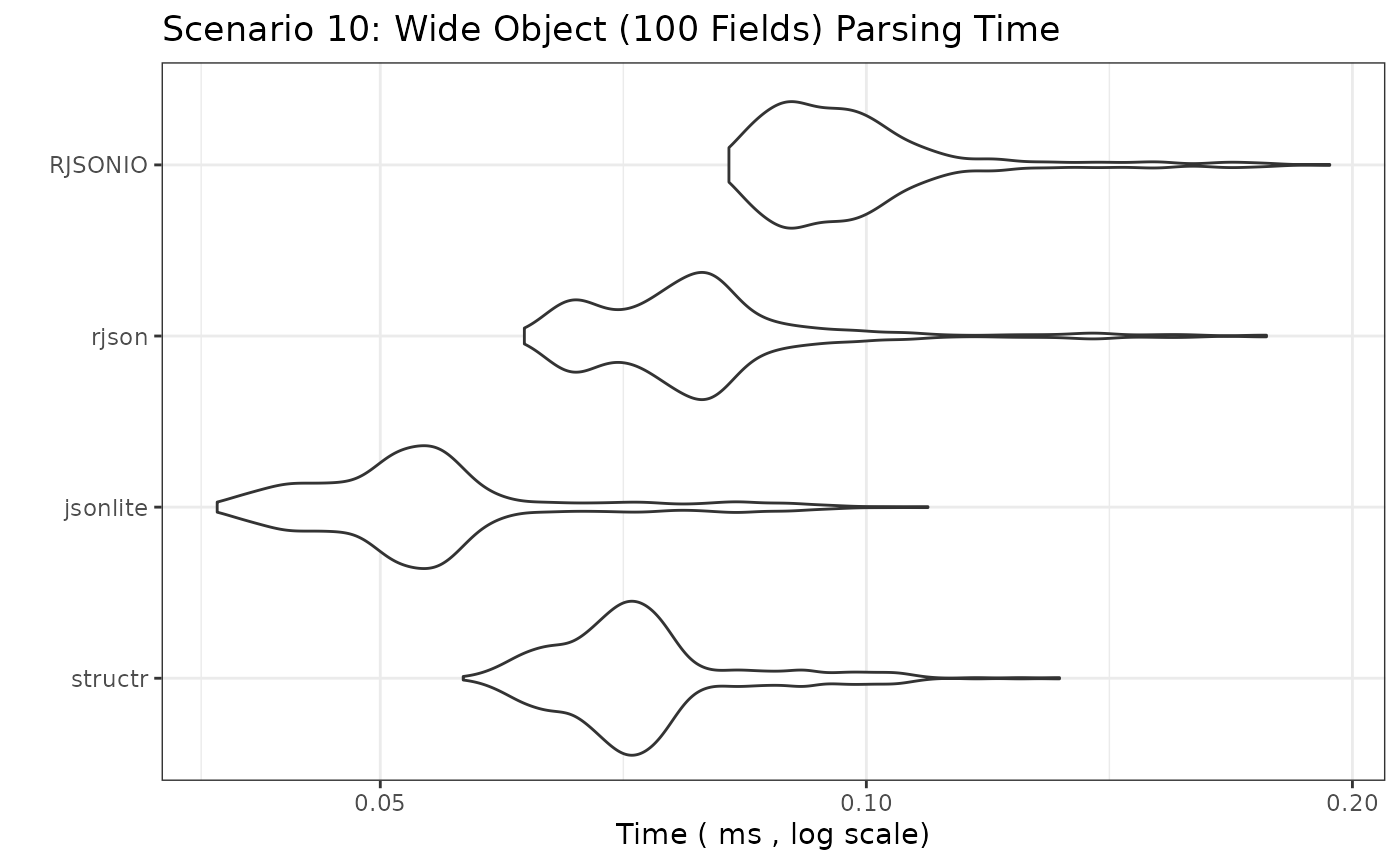 Scenario 10: Wide Object (100 Fields) Parsing Time
RJSONIO
rjson
jsonlite
structr
0.05 0.10 0.20
Time ( ms , log scale)